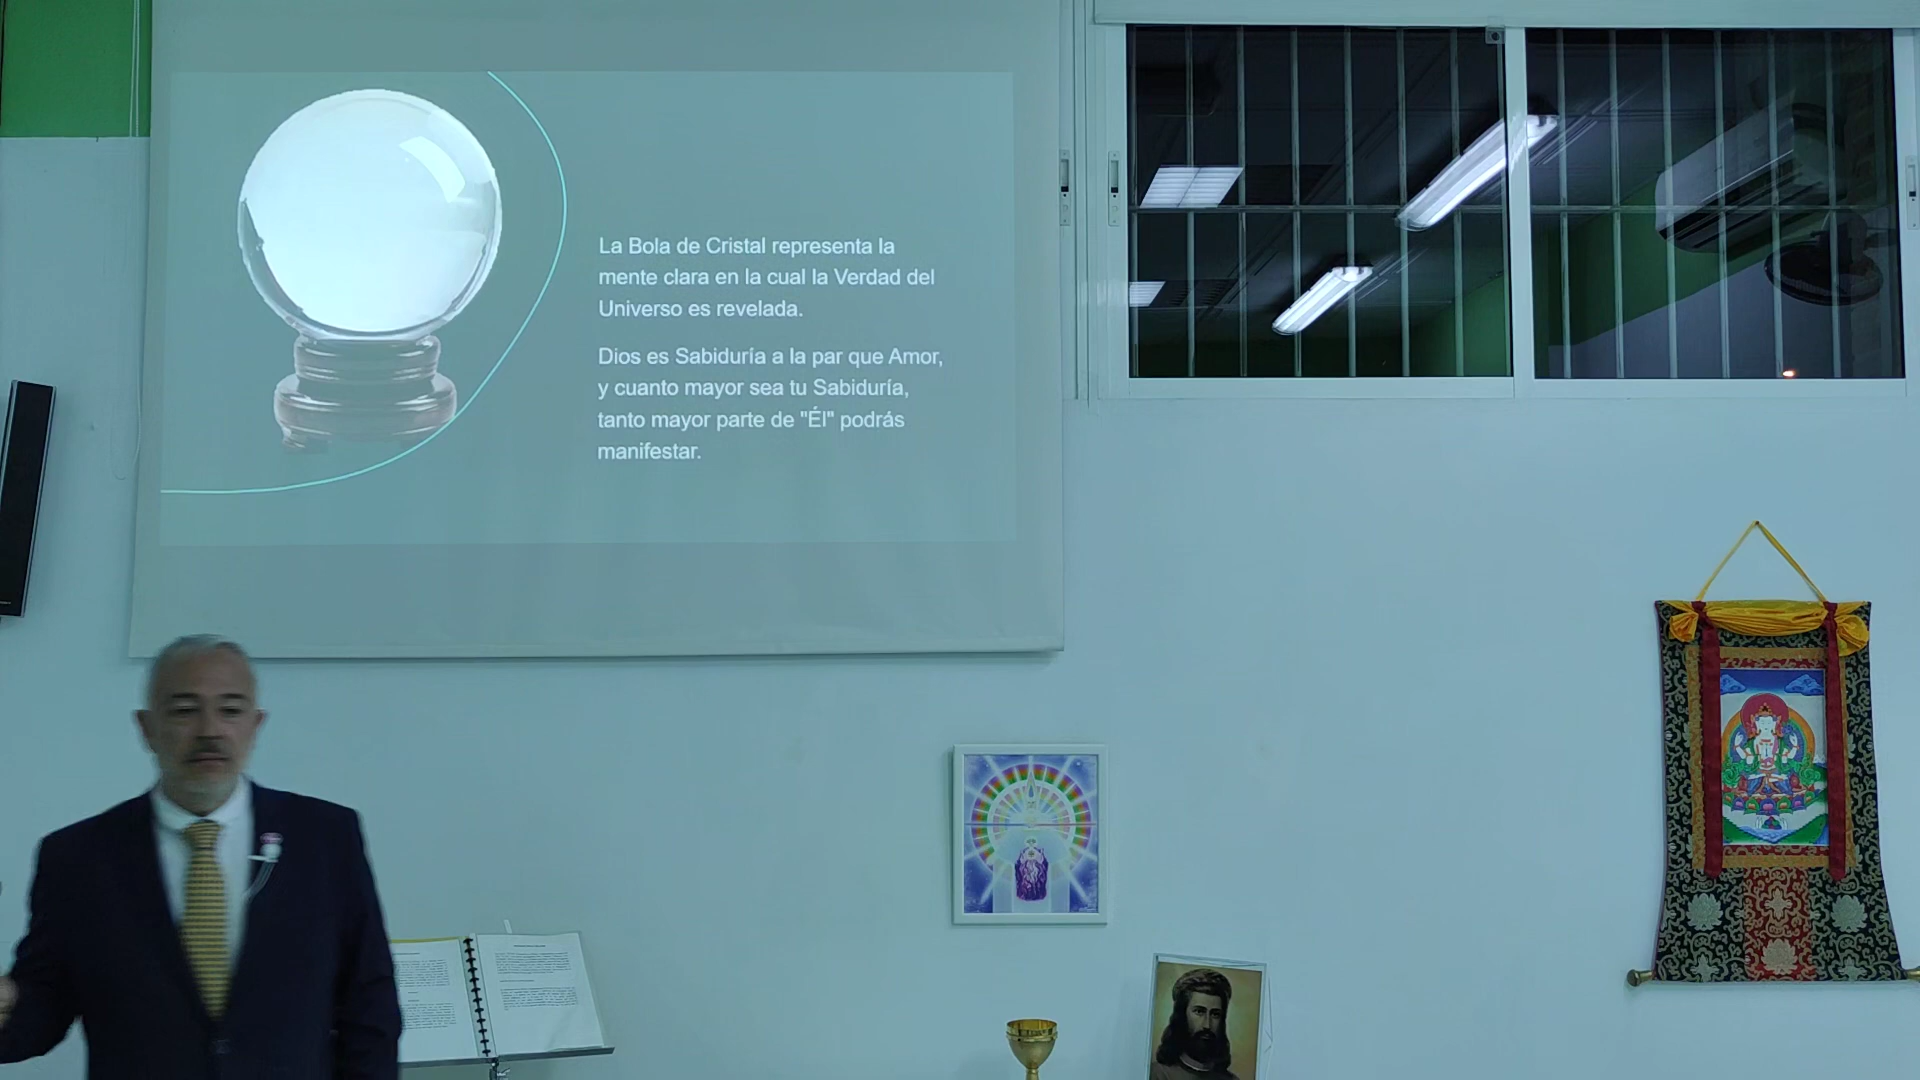 La Bola de Cristal representa la
mente clara en la cual la Verdad del
Universo es revelada.
Dios es Sabiduría a la par que Amor,
y cuanto mayor sea tu Sabiduría,
tanto mayor parte de "Él" podrás
manifestar.